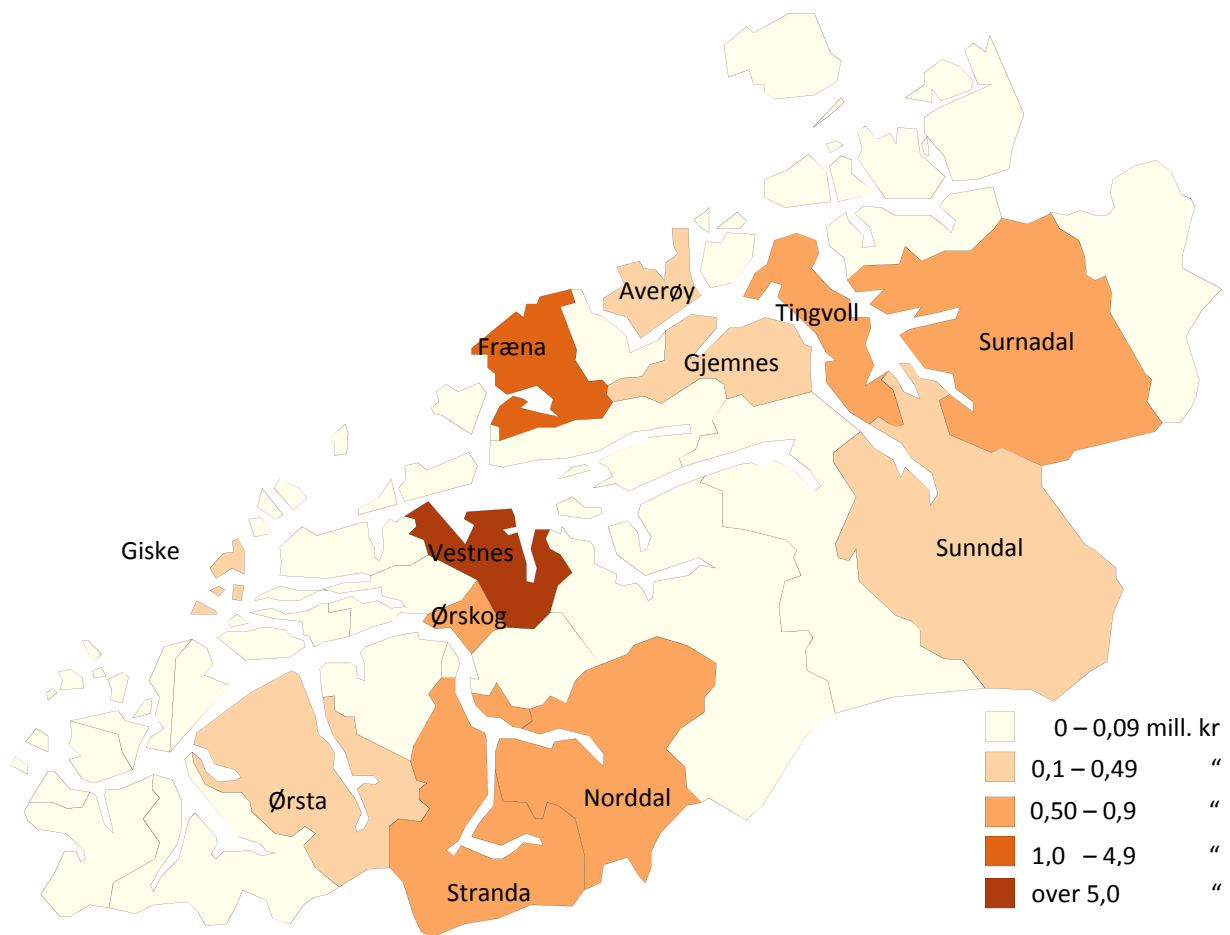 Averøy
Tingvoll
Fræna
Surnadal
Gjemnes
Giske
Vestnes
Sunndal
Ørskog
Ørsta
Norddal
Stranda
0 – 0,09 mill. kr
0,1 – 0,49 “
0,50 – 0,9 “
1,0 – 4,9 “
over 5,0 “